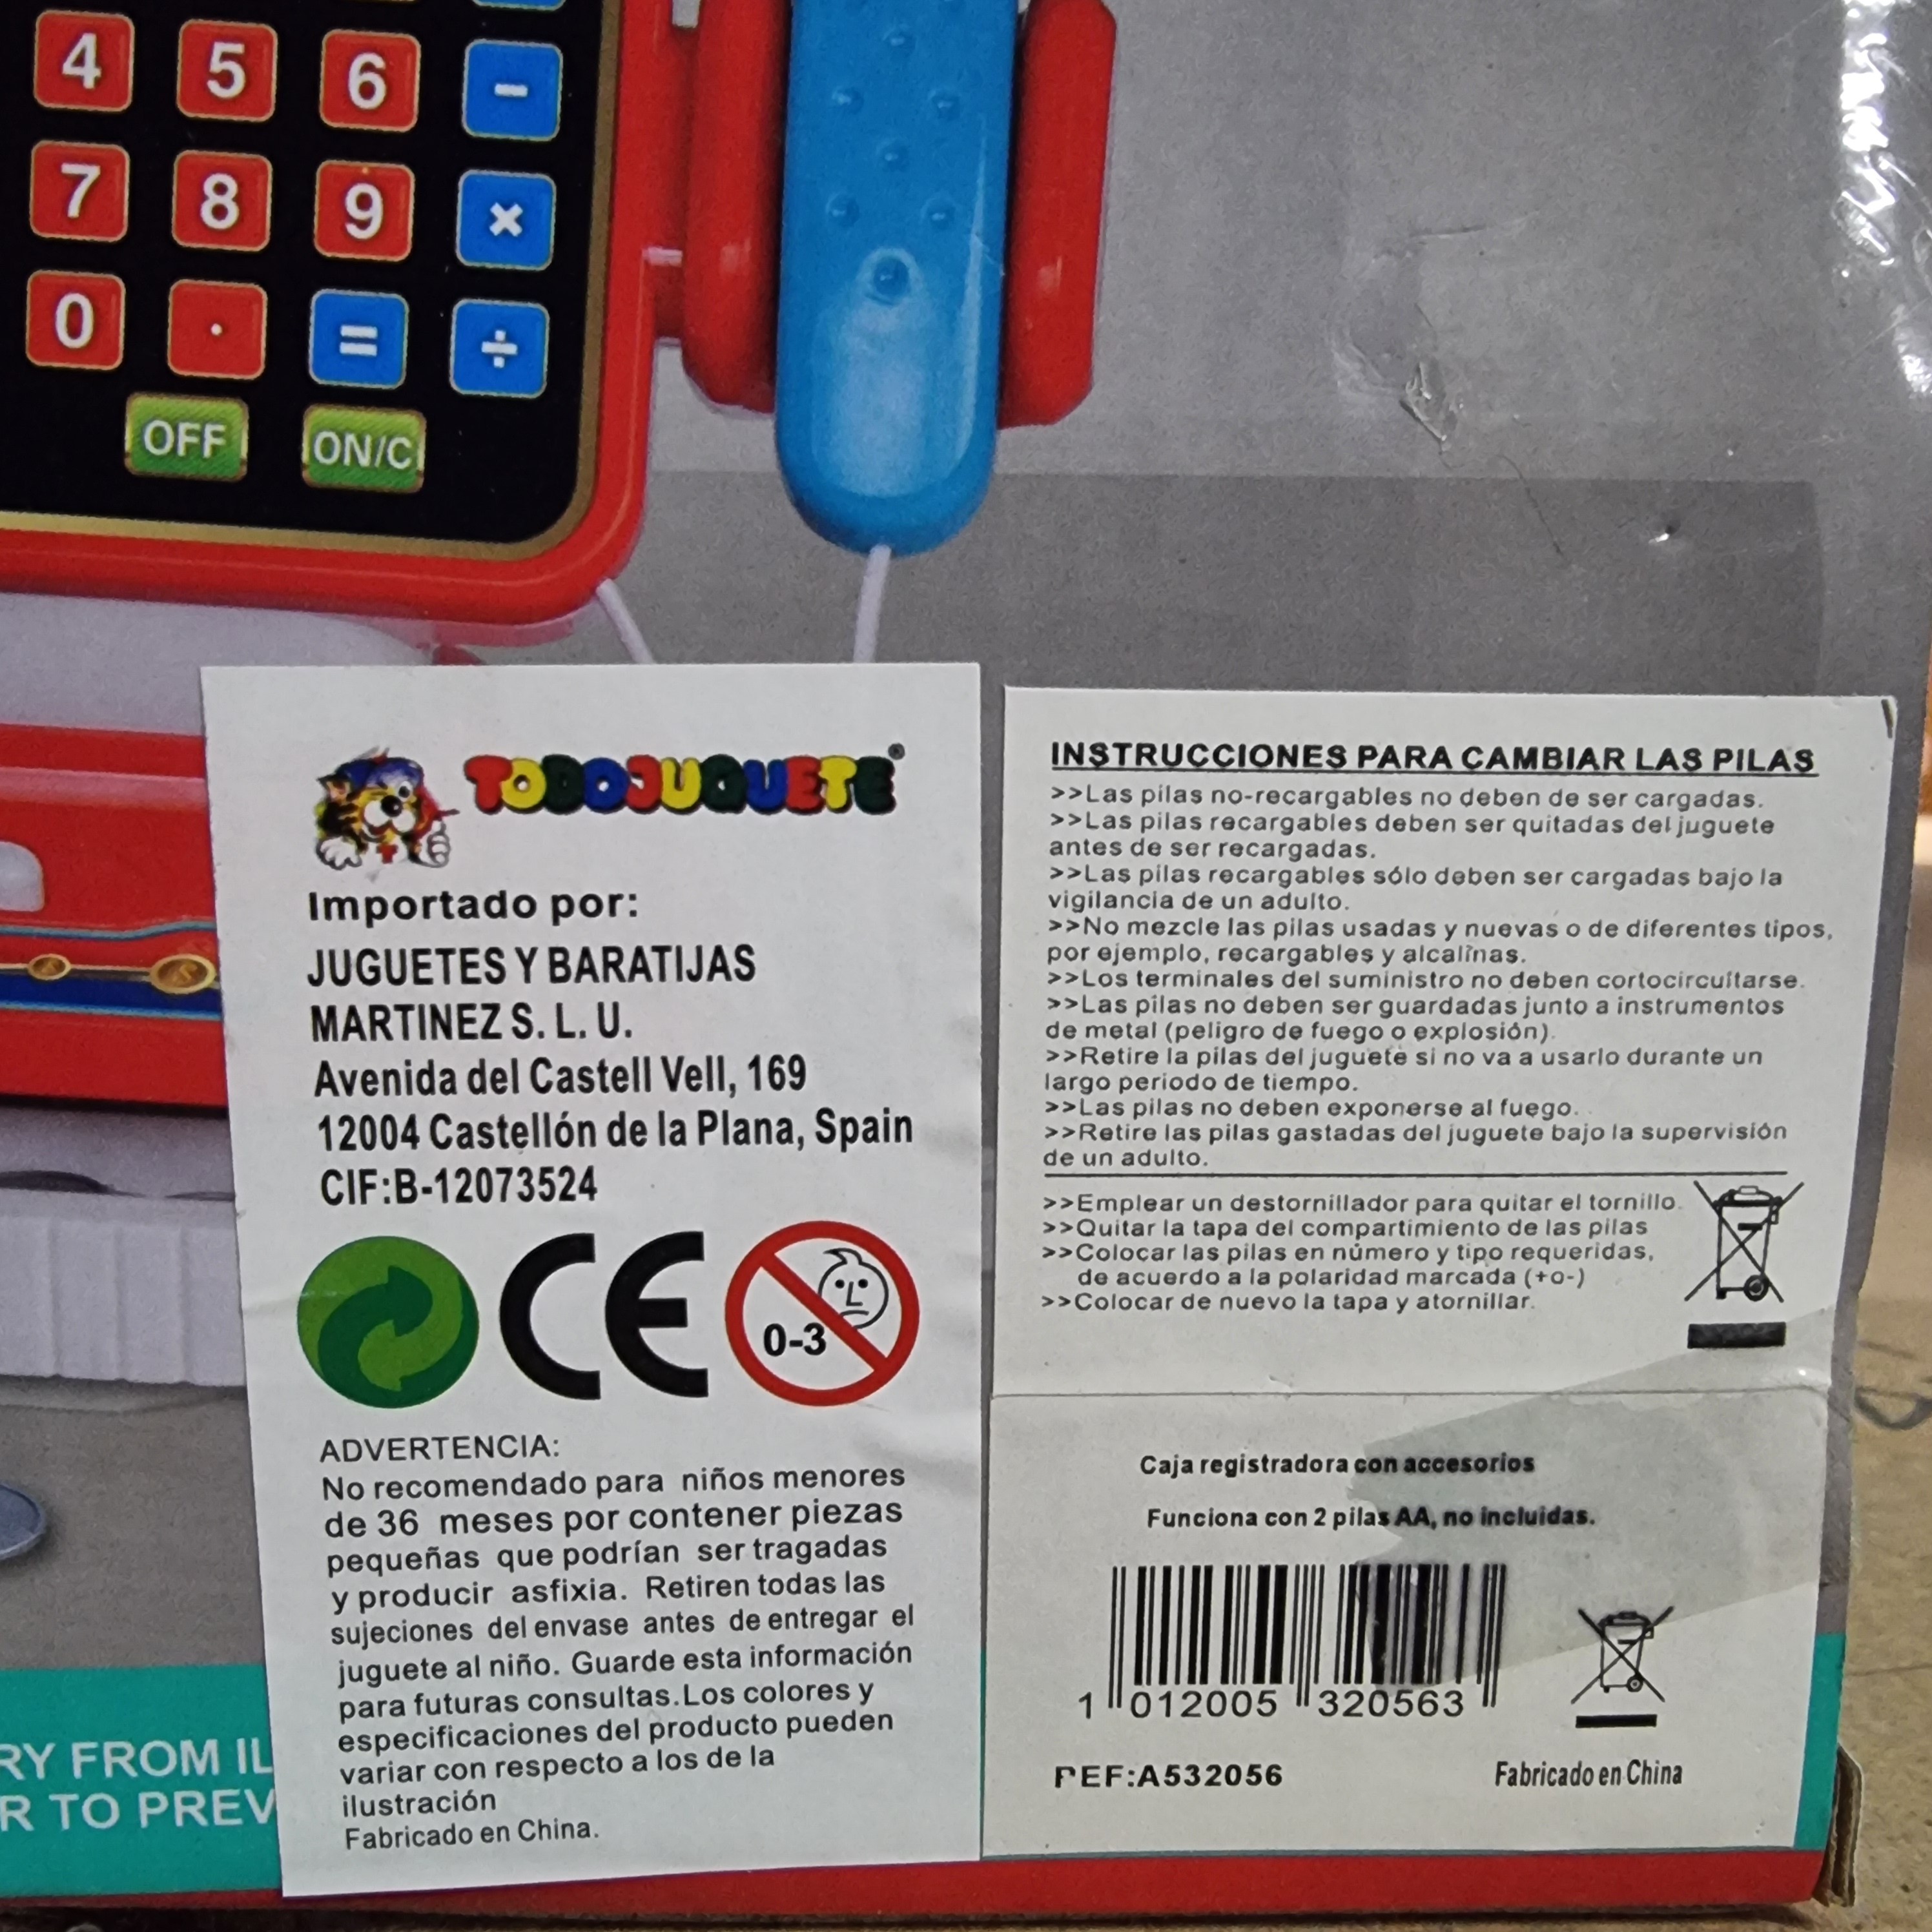 4 5 6 -
7 8 9 ×
0 . = ÷
OFF ON/C
TODOJUQUETE®
Importado por:
JUGUETES Y BARATIJAS
MARTINEZ S. L. U.
Avenida del Castell Vell, 169
12004 Castellón de la Plana, Spain
CIF:B-12073524
CE
0-3
ADVERTENCIA:
No recomendado para niños menores
de 36 meses por contener piezas
pequeñas que podrían ser tragadas
y producir asfixia. Retiren todas las
sujeciones del envase antes de entregar el
juguete al niño. Guarde esta información
para futuras consultas.Los colores y
especificaciones del producto pueden
variar con respecto a los de la
ilustración
Fabricado en China.
INSTRUCCIONES PARA CAMBIAR LAS PILAS
>>Las pilas no-recargables no deben de ser cargadas.
>>Las pilas recargables deben ser quitadas del juguete
antes de ser recargadas.
>>Las pilas recargables sólo deben ser cargadas bajo la
vigilancia de un adulto.
>>No mezcle las pilas usadas y nuevas o de diferentes tipos,
por ejemplo, recargables y alcalinas.
>>Los terminales del suministro no deben cortocircuitarse.
>>Las pilas no deben ser guardadas junto a instrumentos
de metal (peligro de fuego o explosión).
>>Retire la pilas del juguete si no va a usarlo durante un
largo periodo de tiempo.
>>Las pilas no deben exponerse al fuego.
>>Retire las pilas gastadas del juguete bajo la supervisión
de un adulto.
>>Emplear un destornillador para quitar el tornillo.
>>Quitar la tapa del compartimiento de las pilas
>>Colocar las pilas en número y tipo requeridas,
de acuerdo a la polaridad marcada (+o-)
>>Colocar de nuevo la tapa y atornillar.
Caja registradora con accesorios
Funciona con 2 pilas AA, no incluidas.
1 012005 320563
REF:A532056
Fabricado en China
RY FROM IL
R TO PREV